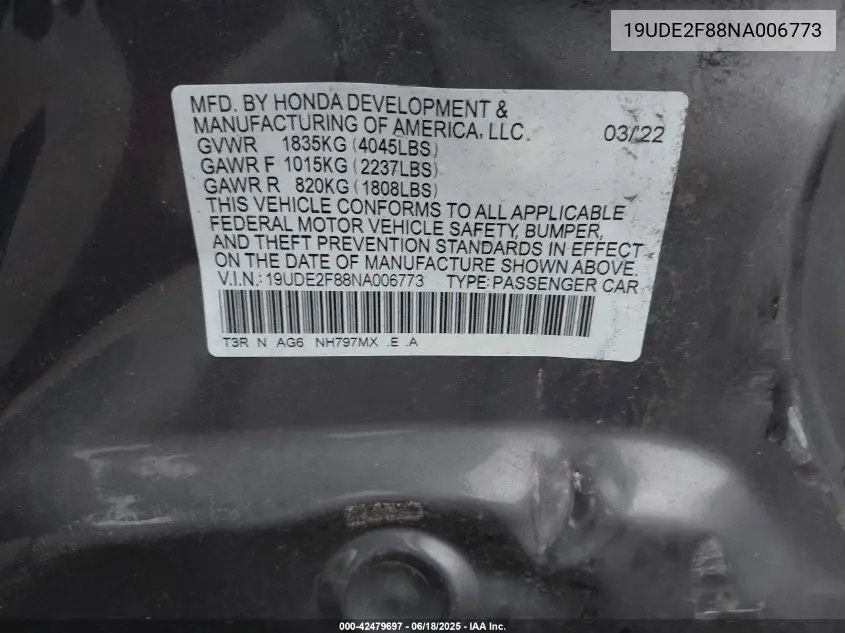 19UDE2F88NA006773
MFD. BY HONDA DEVELOPMENT &
MANUFACTURING OF AMERICA, LLC. 03/22
GVWR 1835KG (4045LBS)
GAWR F 1015KG (2237LBS)
GAWR R 820KG (1808LBS)
THIS VEHICLE CONFORMS TO ALL APPLICABLE
FEDERAL MOTOR VEHICLE SAFETY, BUMPER,
AND THEFT PREVENTION STANDARDS IN EFFECT
ON THE DATE OF MANUFACTURE SHOWN ABOVE.
V.I.N.: 19UDE2F88NA006773 TYPE: PASSENGER CAR
T3R N AG6 NH797MX .E .A
000-42479697 - 06/18/2025 - IAA Inc.